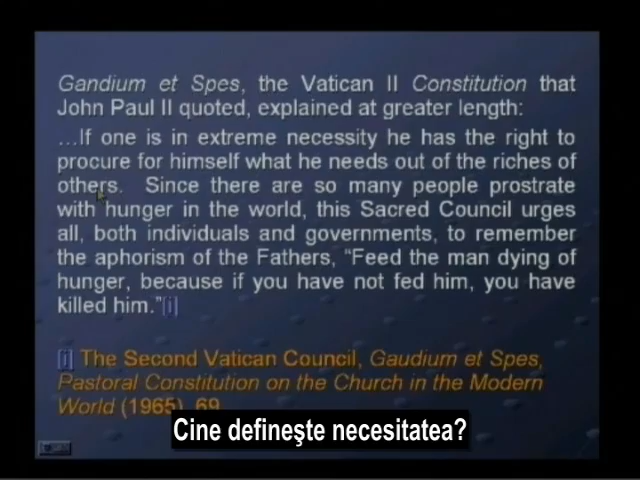 Gandium et Spes, the Vatican II Constitution that
John Paul II quoted, explained at greater length:
...If one is in extreme necessity he has the right to
procure for himself what he needs out of the riches of
others. Since there are so many people prostrate
with hunger in the world, this Sacred Council urges
all, both individuals and governments, to remember
the aphorism of the Fathers, "Feed the man dying of
hunger, because if you have not fed him, you have
killed him."[i]
[i] The Second Vatican Council, Gaudium et Spes,
Pastoral Constitution on the Church in the Modern
World (1965), 69
Cine defineşte necesitatea?